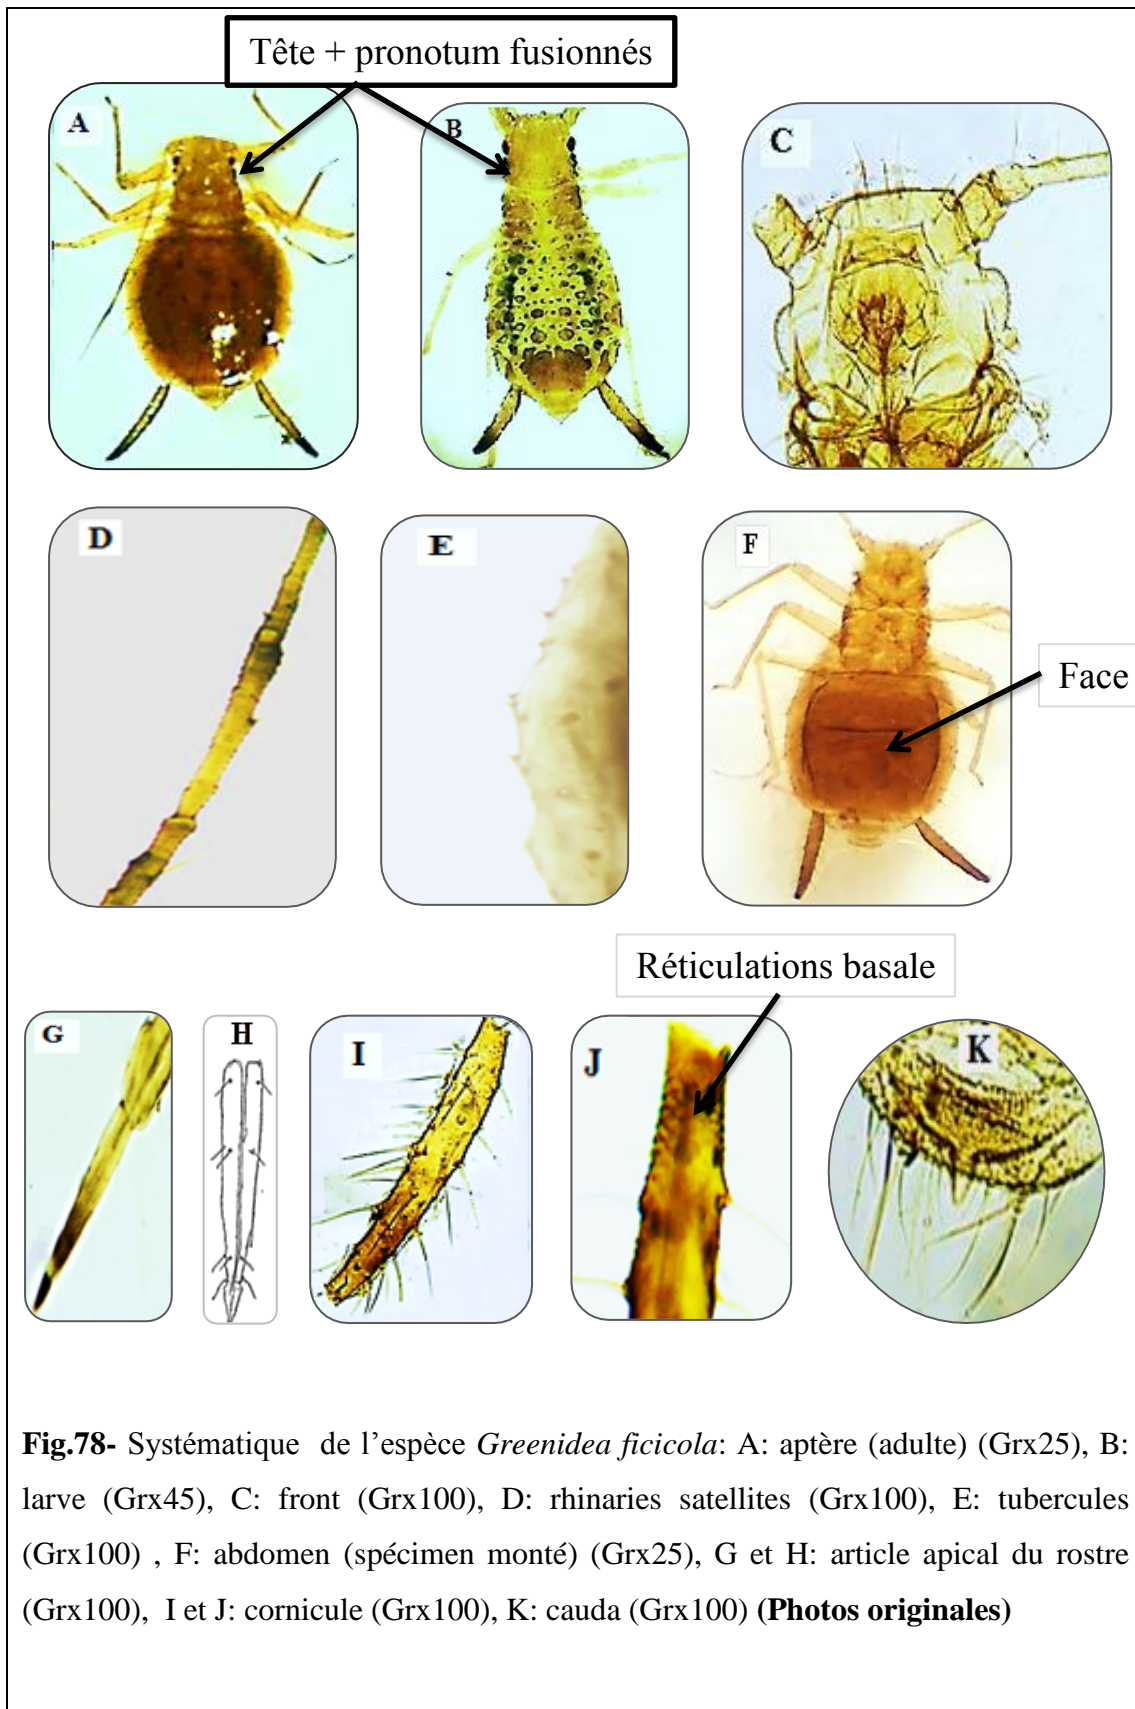 Tête + pronotum fusionnés
A
B
C
D
E
F
Face
Réticulations basale
G
H
I
J
K
Fig.78- Systématique de l’espèce Greenidea ficicola: A: aptère (adulte) (Grx25), B:
larve (Grx45), C: front (Grx100), D: rhinaries satellites (Grx100), E: tubercules
(Grx100) , F: abdomen (spécimen monté) (Grx25), G et H: article apical du rostre
(Grx100), I et J: cornicule (Grx100), K: cauda (Grx100) (Photos originales)